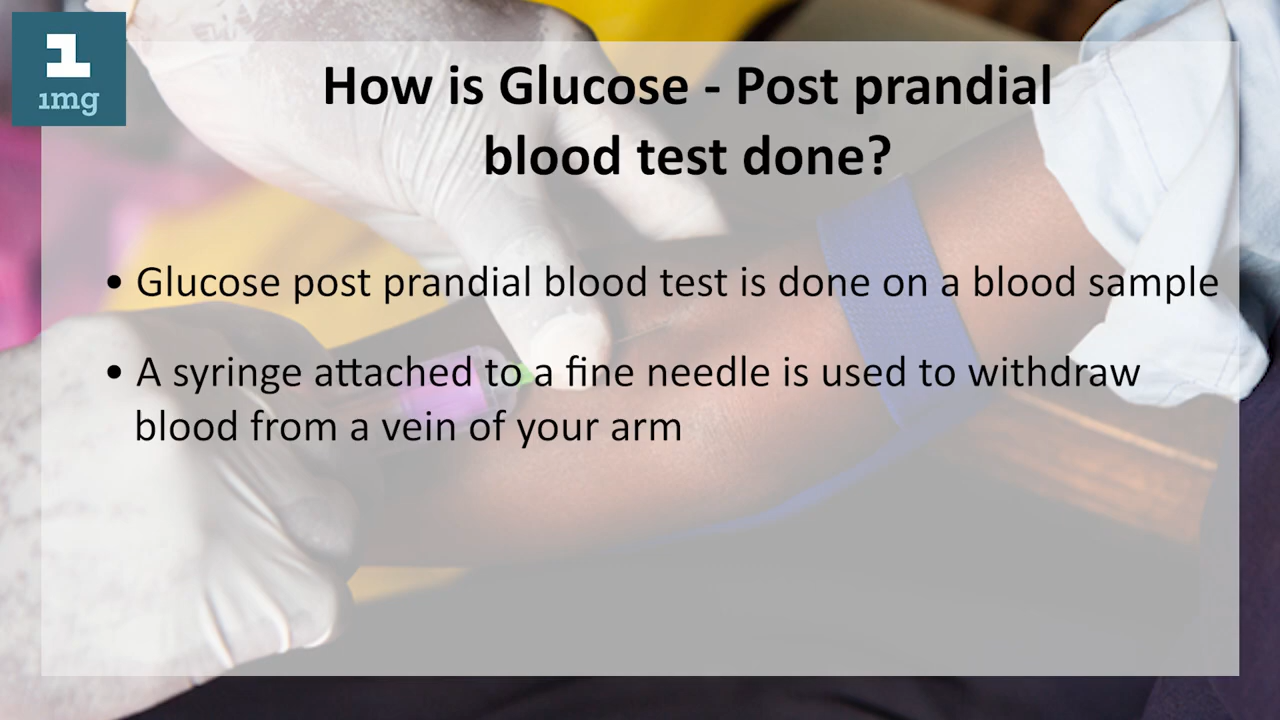 1
1mg
How is Glucose - Post prandial
blood test done?
• Glucose post prandial blood test is done on a blood sample
• A syringe attached to a fine needle is used to withdraw
blood from a vein of your arm